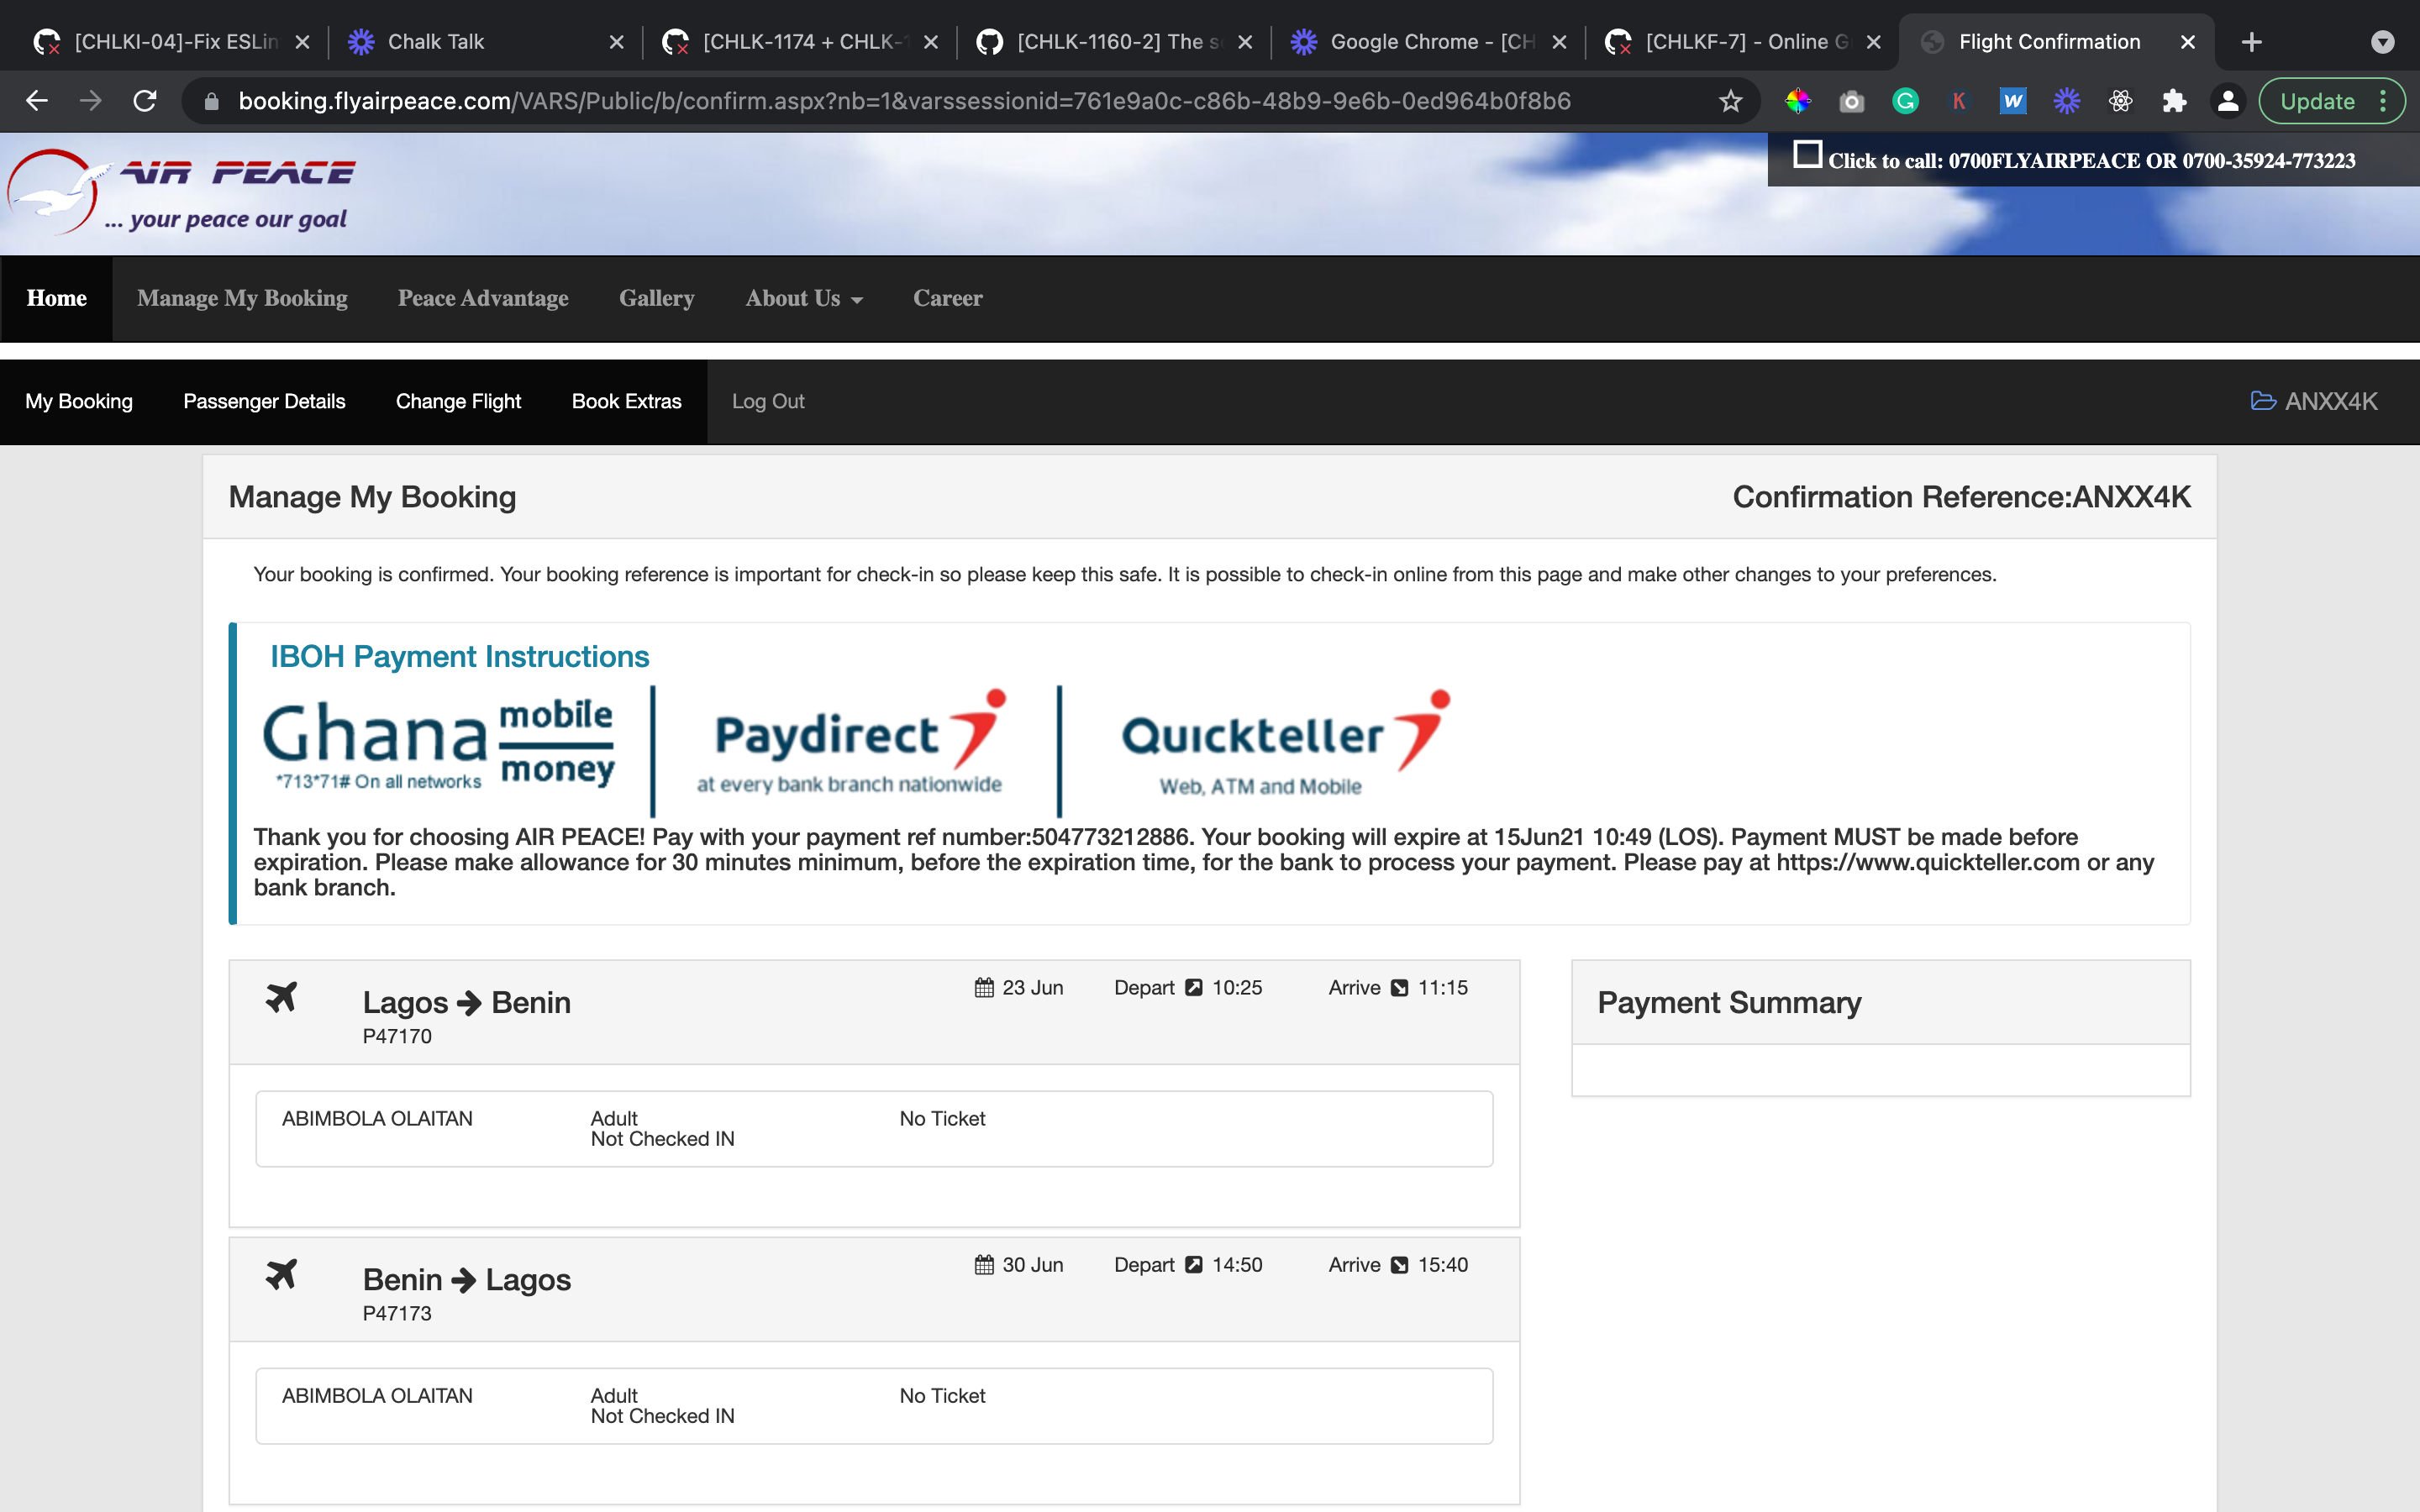 [CHLKI-04]-Fix ESLin
Chalk Talk
[CHLK-1174 + CHLK-1
[CHLK-1160-2] The s
Google Chrome - [CH
[CHLKF-7] - Online G
Flight Confirmation
booking.flyairpeace.com/VARS/Public/b/confirm.aspx?nb=1&varssessionid=761e9a0c-c86b-48b9-9e6b-0ed964b0f8b6
Update
AIR PEACE
... your peace our goal
Click to call: 0700FLYAIRPEACE OR 0700-35924-773223
Home Manage My Booking Peace Advantage Gallery About Us Career
My Booking Passenger Details Change Flight Book Extras Log Out ANXX4K
Manage My Booking
Confirmation Reference:ANXX4K
Your booking is confirmed. Your booking reference is important for check-in so please keep this safe. It is possible to check-in online from this page and make other changes to your preferences.
IBOH Payment Instructions
Ghana mobile money
*713*71# On all networks
Paydirect
at every bank branch nationwide
Quickteller
Web, ATM and Mobile
Thank you for choosing AIR PEACE! Pay with your payment ref number:504773212886. Your booking will expire at 15Jun21 10:49 (LOS). Payment MUST be made before
expiration. Please make allowance for 30 minutes minimum, before the expiration time, for the bank to process your payment. Please pay at https://www.quickteller.com or any
bank branch.
Lagos → Benin
P47170
23 Jun Depart 10:25 Arrive 11:15
ABIMBOLA OLAITAN Adult No Ticket
Not Checked IN
Benin → Lagos
P47173
30 Jun Depart 14:50 Arrive 15:40
ABIMBOLA OLAITAN Adult No Ticket
Not Checked IN
Payment Summary